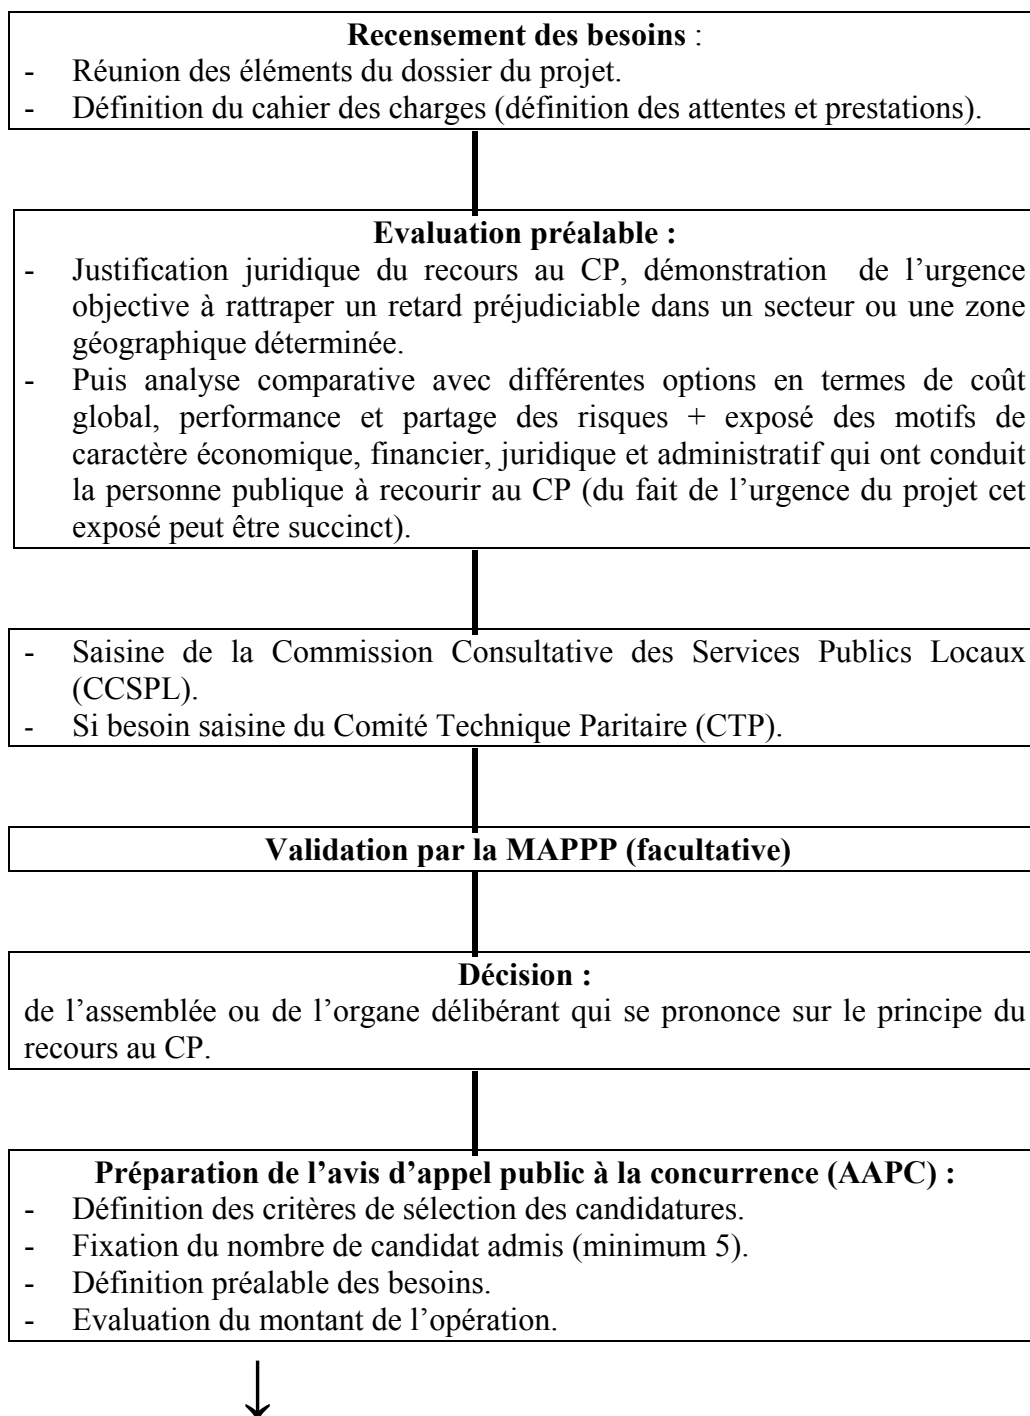 Recensement des besoins :
- Réunion des éléments du dossier du projet.
- Définition du cahier des charges (définition des attentes et prestations).
Evaluation préalable :
- Justification juridique du recours au CP, démonstration de l’urgence
objective à rattraper un retard préjudiciable dans un secteur ou une zone
géographique déterminée.
- Puis analyse comparative avec différentes options en termes de coût
global, performance et partage des risques + exposé des motifs de
caractère économique, financier, juridique et administratif qui ont conduit
la personne publique à recourir au CP (du fait de l’urgence du projet cet
exposé peut être succinct).
- Saisine de la Commission Consultative des Services Publics Locaux
(CCSPL).
- Si besoin saisine du Comité Technique Paritaire (CTP).
Validation par la MAPPP (facultative)
Décision :
de l’assemblée ou de l’organe délibérant qui se prononce sur le principe du
recours au CP.
Préparation de l’avis d’appel public à la concurrence (AAPC) :
- Définition des critères de sélection des candidatures.
- Fixation du nombre de candidat admis (minimum 5).
- Définition préalable des besoins.
- Evaluation du montant de l’opération.